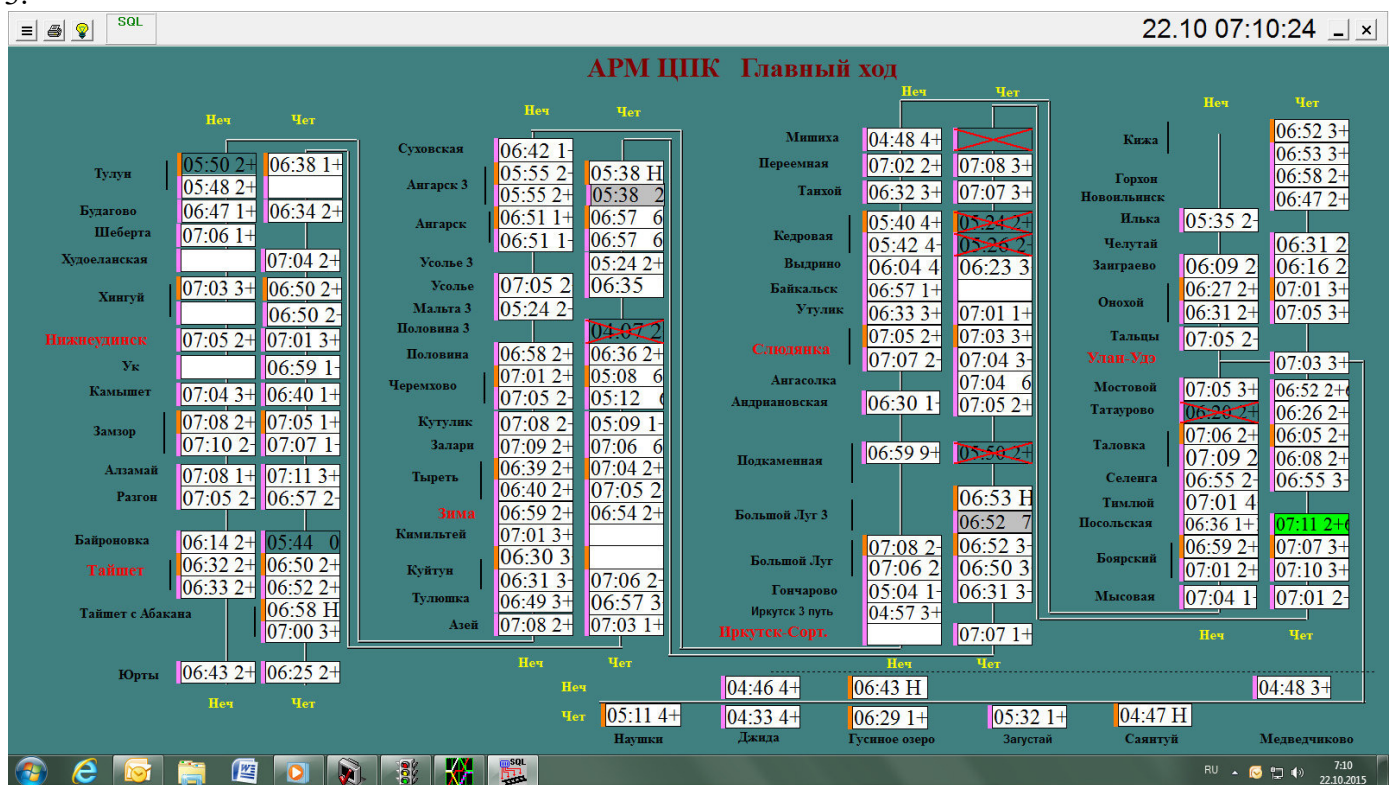 3.
SQL
22.10 07:10:24
АРМ ЦПК Главный ход
Неч Чет
Тулун 05:50 2+ 06:38 1+
05:48 2+
Будагово 06:47 1+ 06:34 2+
Шеберта 07:06 1+
Худоеланская 07:04 2+
Хингуй 07:03 3+ 06:50 2+
06:50 2-
Нижнеудинск 07:05 2+ 07:01 3+
Ук 06:59 1-
Камышет 07:04 3+ 06:40 1+
Замзор 07:08 2+ 07:05 1+
07:10 2- 07:07 1-
Алзамай 07:08 1+ 07:11 3+
Разгон 07:05 2- 06:57 2-
Байроновка 06:14 2+ 05:44 0
Тайшет 06:32 2+ 06:50 2+
06:33 2+ 06:52 2+
Тайшет с Абакана 06:58 Н
07:00 3+
Юрты 06:43 2+ 06:25 2+
Неч Чет
Неч Чет
Суховская 06:42 1-
Ангарск 3 05:55 2- 05:38 Н
05:55 2+ 05:38 2
Ангарск 06:51 1+ 06:57 6
06:51 1- 06:57 6
Усолье 3 05:24 2+
Усолье 07:05 2 06:35
Мальта 3 05:24 2-
Половина 3 04:07 2
Половина 06:58 2+ 06:36 2+
Черемхово 07:01 2+ 05:08 6
07:05 2- 05:12
Кутулик 07:08 2- 05:09 1-
Залари 07:09 2+ 07:06 6
Тыреть 06:39 2+ 07:04 2+
06:40 2+ 07:05 2
Зима 06:59 2+ 06:54 2+
Кимильтей 07:01 3+
Куйтун 06:30 3
06:31 3- 07:06 2-
Тулюшка 06:49 3+ 06:57 3
Азей 07:08 2+ 07:03 1+
Неч Чет
Неч Чет
Мишиха 04:48 4+
Переемная 07:02 2+ 07:08 3+
Танхой 06:32 3+ 07:07 3+
Кедровая 05:40 4+ 05:24 2+
05:42 4- 05:26 2-
Выдрино 06:04 4 06:23 3
Байкальск 06:57 1+
Утулик 06:33 3+ 07:01 1+
Слюдянка 07:05 2+ 07:03 3+
07:07 2- 07:04 3-
Ангасолка 07:04 6
Андриановская 06:30 1- 07:05 2+
Подкаменная 06:59 9+ 05:50 2+
Большой Луг 3 06:53 Н
06:52 7
Большой Луг 07:08 2- 06:52 3-
07:06 2 06:50 3
Гончарово 05:04 1- 06:31 3-
Иркутск 3 путь 04:57 3+
Иркутск-Сорт. 07:07 1+
Неч Чет
Неч Чет
Кижа 06:52 3+
06:53 3+
Горхон 06:58 2+
Новоильинск 06:47 2+
Илька 05:35 2-
Челутай 06:31 2
Заиграево 06:09 2 06:16 2
Онохой 06:27 2+ 07:01 3+
06:31 2+ 07:05 3+
Тальцы 07:05 2-
Улан-Удэ 07:03 3+
Мостовой 07:05 3+ 06:52 2+6
Татаурово 06:20 2+ 06:26 2+
Таловка 07:06 2+ 06:05 2+
07:09 2 06:08 2+
Селенга 06:55 2- 06:55 3-
Тимлюй 07:01 4
Посольская 06:36 1+ 07:11 2+6
Боярский 06:59 2+ 07:07 3+
07:01 2+ 07:10 3+
Мысовая 07:04 1- 07:01 2-
Неч Чет
Неч 04:46 4+ 06:43 Н 04:48 3+
Чет 05:11 4+ 04:33 4+ 06:29 1+ 05:32 1+ 04:47 Н
Наушки Джида Гусиное озеро Загустай Саянтуй Медведчиково
SQL
RU 7:10
22.10.2015